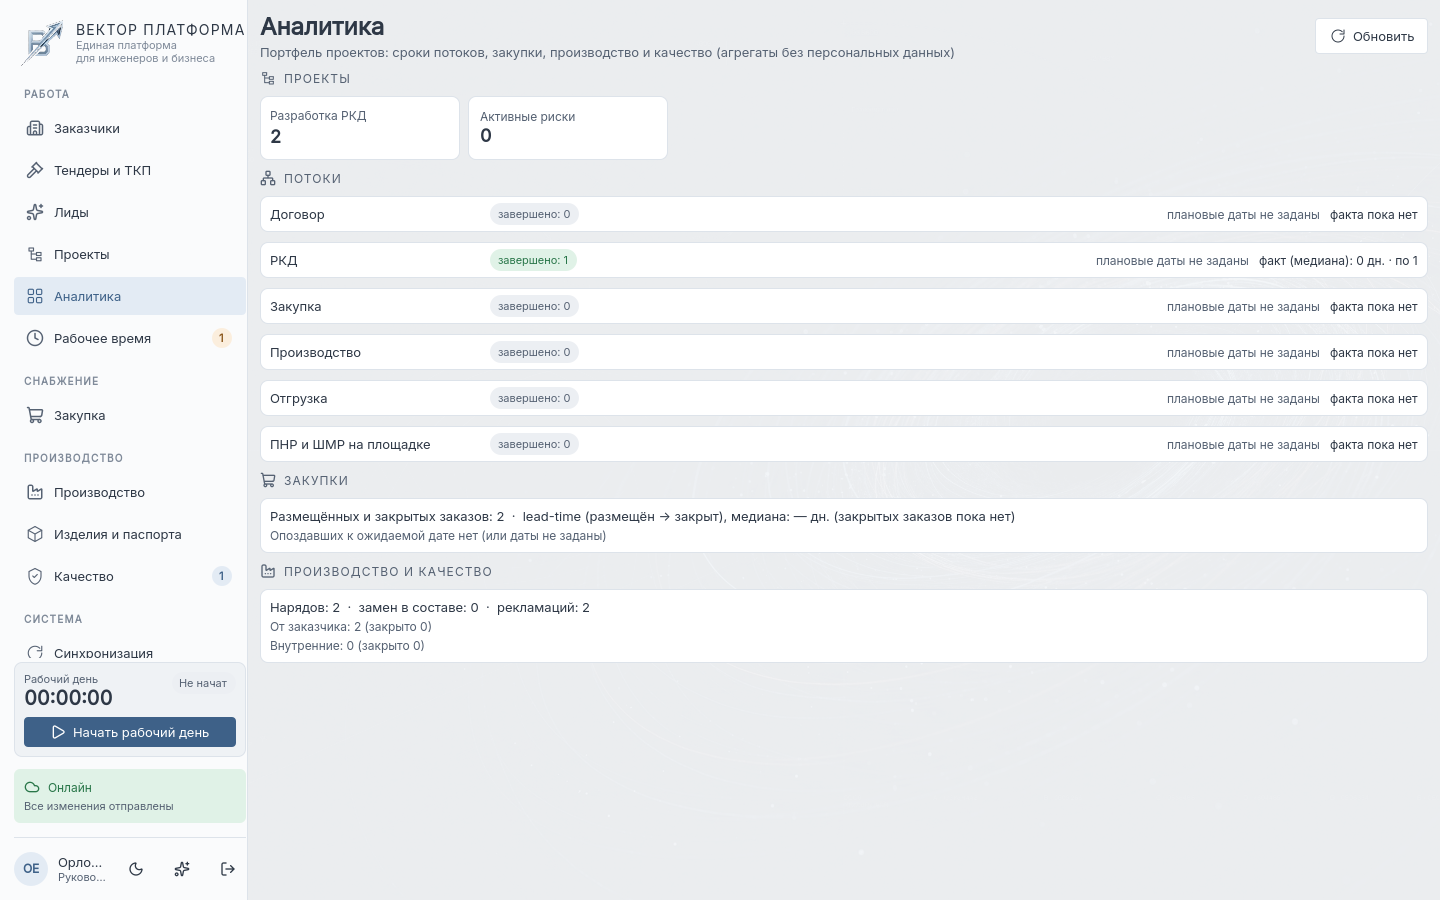 ВЕКТОР ПЛАТФОРМА
Единая платформа
для инженеров и бизнеса
РАБОТА
Заказчики
Тендеры и ТКП
Лиды
Проекты
Аналитика
Рабочее время 1
СНАБЖЕНИЕ
Закупка
ПРОИЗВОДСТВО
Производство
Изделия и паспорта
Качество 1
СИСТЕМА
Синхронизация
Рабочий день
Не начат
00:00:00
Начать рабочий день
Онлайн
Все изменения отправлены
ОЕ
Орло...
Руково...
Аналитика
Портфель проектов: сроки потоков, закупки, производство и качество (агрегаты без персональных данных)
Обновить
ПРОЕКТЫ
Разработка РКД
2
Активные риски
0
ПОТОКИ
Договор завершено: 0 плановые даты не заданы факта пока нет
РКД завершено: 1 плановые даты не заданы факт (медиана): 0 дн. · по 1
Закупка завершено: 0 плановые даты не заданы факта пока нет
Производство завершено: 0 плановые даты не заданы факта пока нет
Отгрузка завершено: 0 плановые даты не заданы факта пока нет
ПНР и ШМР на площадке завершено: 0 плановые даты не заданы факта пока нет
ЗАКУПКИ
Размещённых и закрытых заказов: 2 · lead-time (размещён → закрыт), медиана: — дн. (закрытых заказов пока нет)
Опоздавших к ожидаемой дате нет (или даты не заданы)
ПРОИЗВОДСТВО И КАЧЕСТВО
Нарядов: 2 · замен в составе: 0 · рекламаций: 2
От заказчика: 2 (закрыто 0)
Внутренние: 0 (закрыто 0)